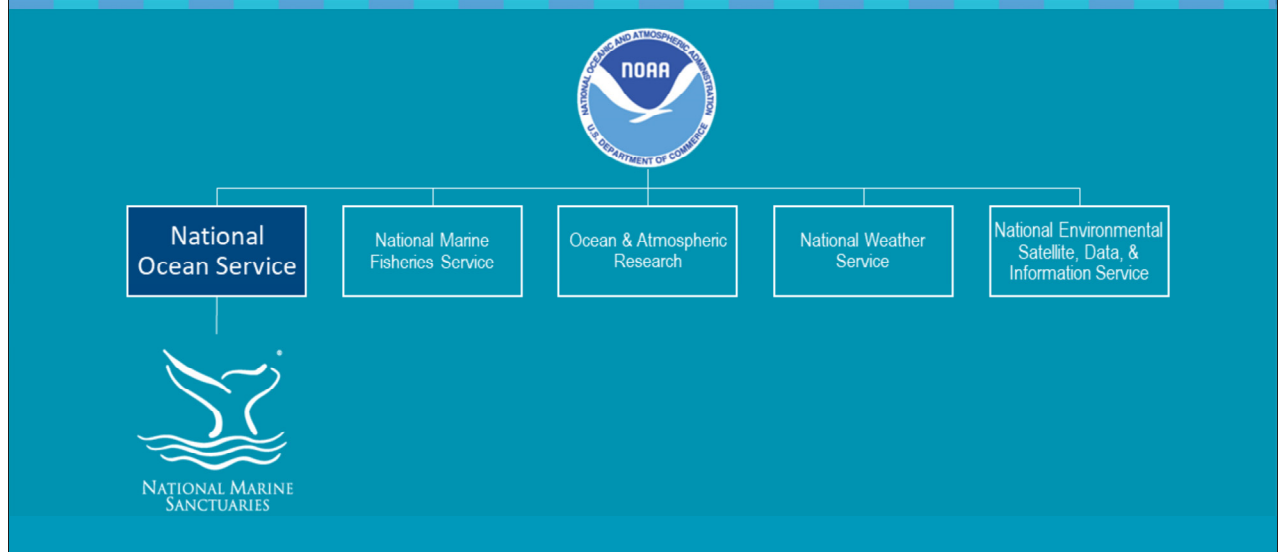 NATIONAL OCEANIC AND ATMOSPHERIC ADMINISTRATION
NOAA
U.S. DEPARTMENT OF COMMERCE
National
Ocean Service
National Marine
Fisheries Service
Ocean & Atmospheric
Research
National Weather
Service
National Environmental
Satellite, Data, &
Information Service
®
NATIONAL MARINE
SANCTUARIES